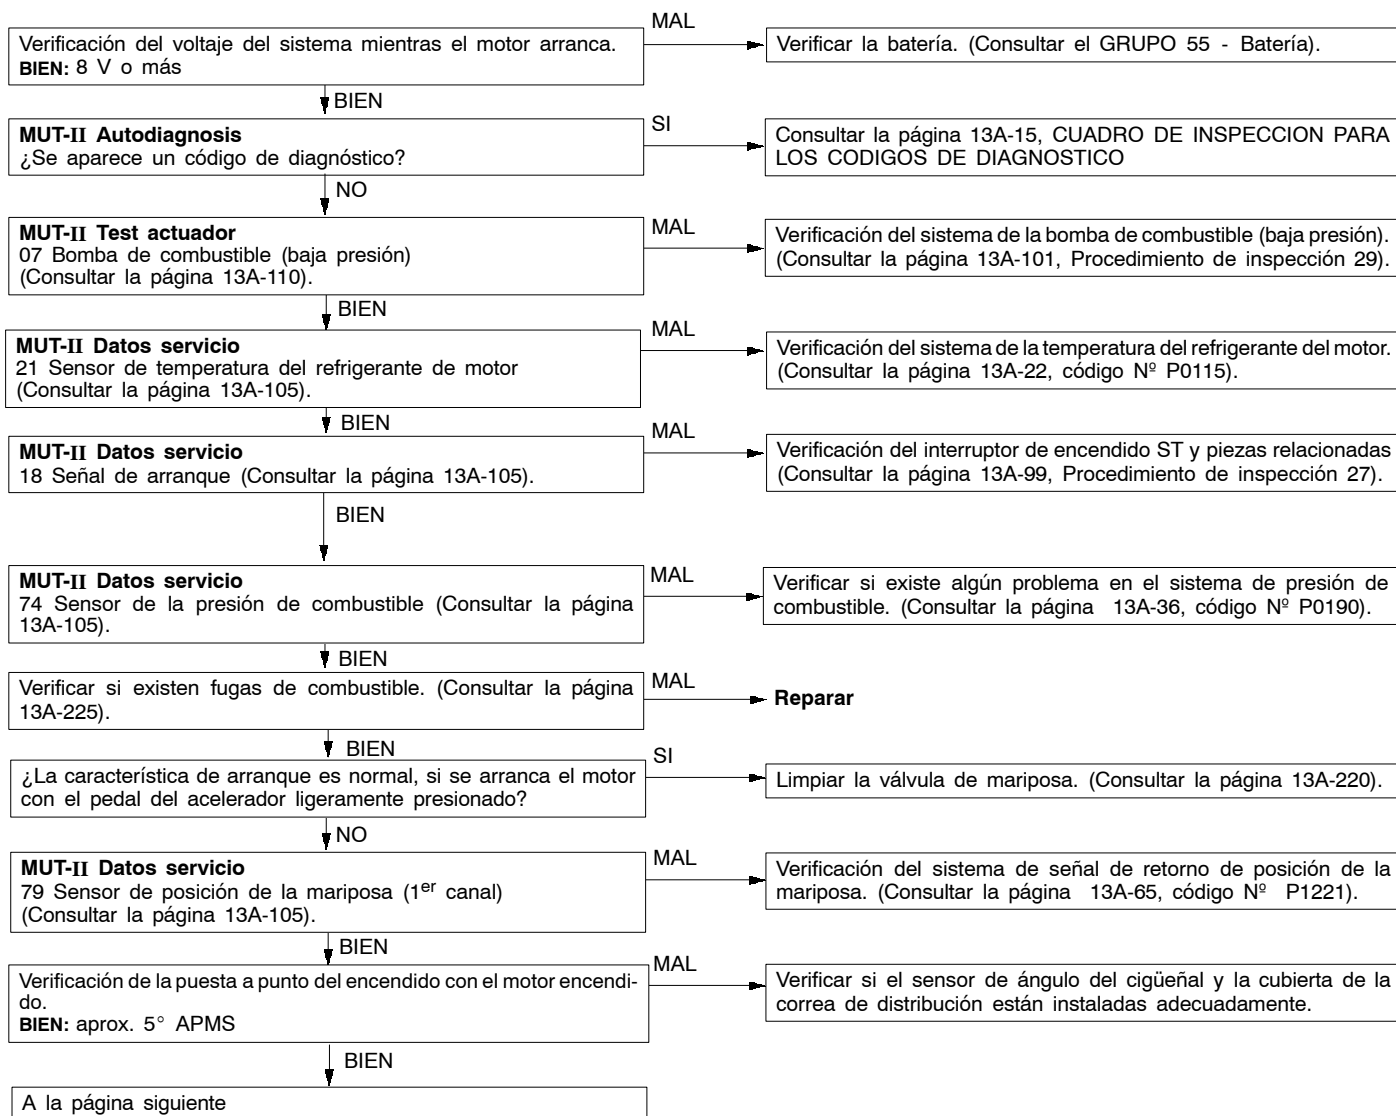 MAL
Verificación del voltaje del sistema mientras el motor arranca.
BIEN: 8 V o más
Verificar la batería. (Consultar el GRUPO 55 - Batería).
BIEN
MUT-II Autodiagnosis
¿Se aparece un código de diagnóstico?
SI
Consultar la página 13A-15, CUADRO DE INSPECCION PARA
LOS CODIGOS DE DIAGNOSTICO
NO
MUT-II Test actuador
07 Bomba de combustible (baja presión)
(Consultar la página 13A-110).
MAL
Verificación del sistema de la bomba de combustible (baja presión).
(Consultar la página 13A-101, Procedimiento de inspección 29).
BIEN
MUT-II Datos servicio
21 Sensor de temperatura del refrigerante de motor
(Consultar la página 13A-105).
MAL
Verificación del sistema de la temperatura del refrigerante del motor.
(Consultar la página 13A-22, código Nº P0115).
BIEN
MUT-II Datos servicio
18 Señal de arranque (Consultar la página 13A-105).
MAL
Verificación del interruptor de encendido ST y piezas relacionadas
(Consultar la página 13A-99, Procedimiento de inspección 27).
BIEN
MUT-II Datos servicio
74 Sensor de la presión de combustible (Consultar la página
13A-105).
MAL
Verificar si existe algún problema en el sistema de presión de
combustible. (Consultar la página 13A-36, código Nº P0190).
BIEN
Verificar si existen fugas de combustible. (Consultar la página
13A-225).
MAL
Reparar
BIEN
¿La característica de arranque es normal, si se arranca el motor
con el pedal del acelerador ligeramente presionado?
SI
Limpiar la válvula de mariposa. (Consultar la página 13A-220).
NO
MUT-II Datos servicio
79 Sensor de posición de la mariposa (1er canal)
(Consultar la página 13A-105).
MAL
Verificación del sistema de señal de retorno de posición de la
mariposa. (Consultar la página 13A-65, código Nº P1221).
BIEN
Verificación de la puesta a punto del encendido con el motor encendi-
do.
BIEN: aprox. 5° APMS
MAL
Verificar si el sensor de ángulo del cigüeñal y la cubierta de la
correa de distribución están instaladas adecuadamente.
BIEN
A la página siguiente